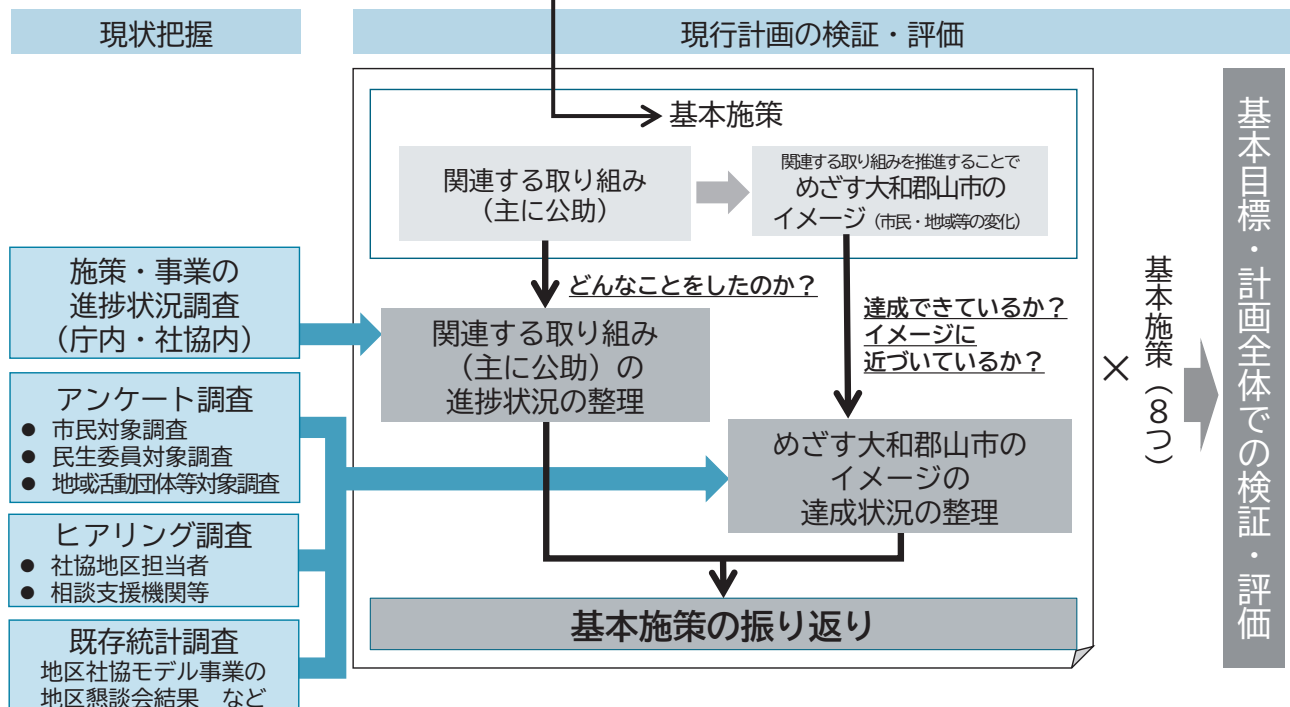 現状把握
現行計画の検証・評価
基本施策
関連する取り組み
（主に公助）
関連する取り組みを推進することで
めざす大和郡山市の
イメージ（市民・地域等の変化）
どんなことをしたのか？
達成できているか？
イメージに
近づいているか？
施策・事業の
進捗状況調査
（庁内・社協内）
アンケート調査
● 市民対象調査
● 民生委員対象調査
● 地域活動団体等対象調査
ヒアリング調査
● 社協地区担当者
● 相談支援機関等
既存統計調査
地区社協モデル事業の
地区懇談会結果　など
関連する取り組み
（主に公助）の
進捗状況の整理
めざす大和郡山市の
イメージの
達成状況の整理
基本施策の振り返り
×
基本施策（８つ）
基本目標・計画全体での検証・評価